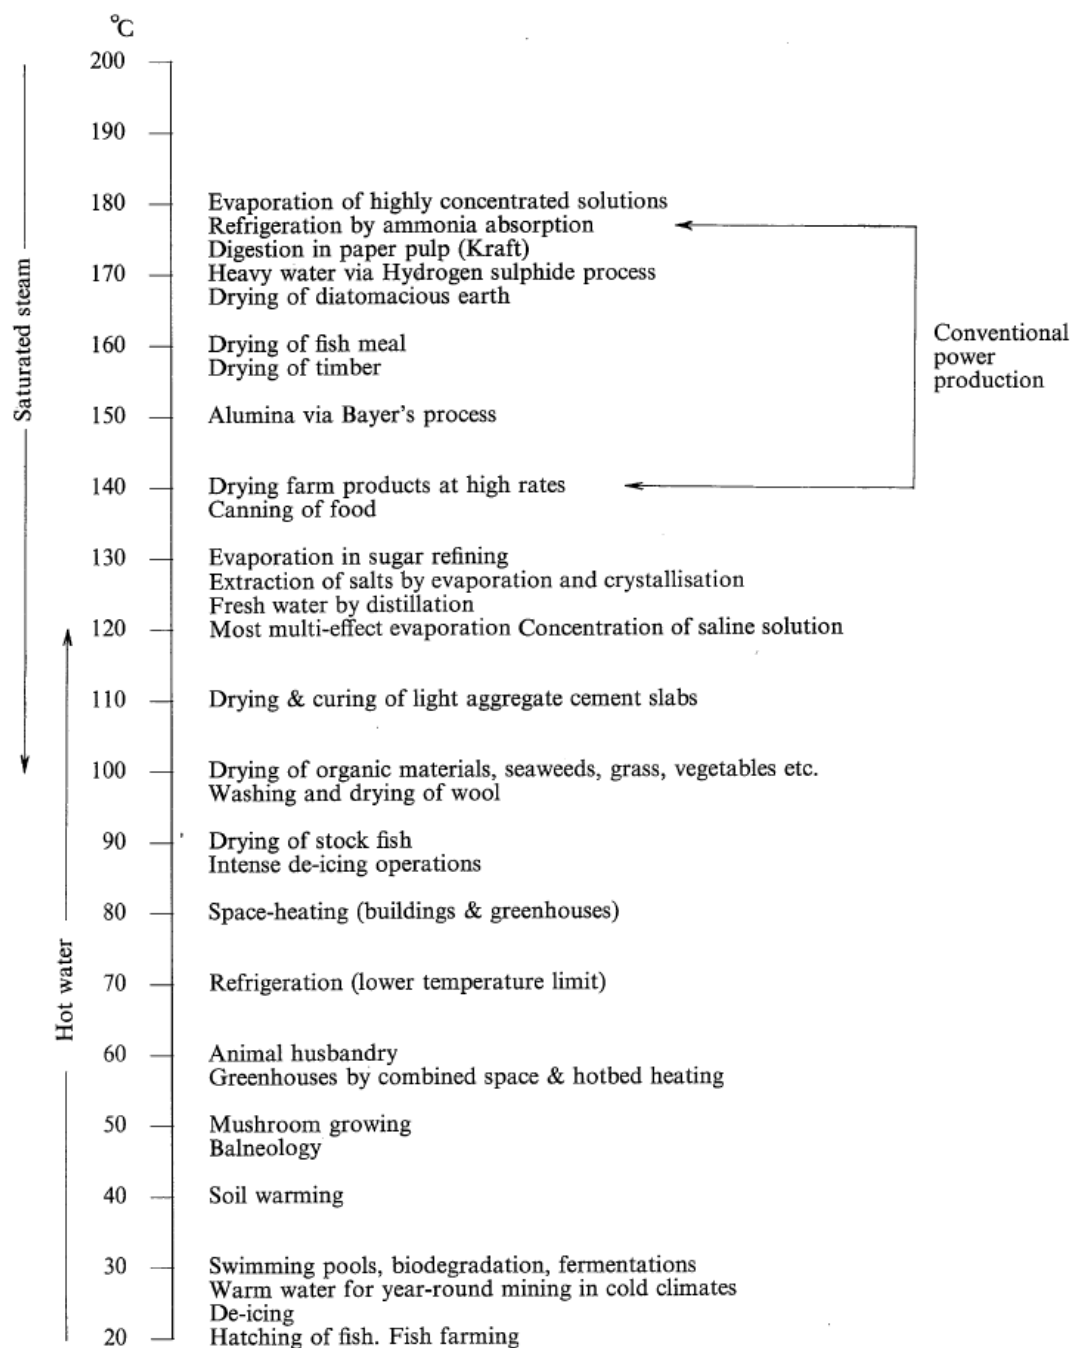 °C
200
190
180 Evaporation of highly concentrated solutions
Refrigeration by ammonia absorption
Digestion in paper pulp (Kraft)
170 Heavy water via Hydrogen sulphide process
Drying of diatomacious earth
160 Drying of fish meal
Drying of timber
150 Alumina via Bayer's process
140 Drying farm products at high rates
Canning of food
130 Evaporation in sugar refining
Extraction of salts by evaporation and crystallisation
Fresh water by distillation
120 Most multi-effect evaporation Concentration of saline solution
110 Drying & curing of light aggregate cement slabs
100 Drying of organic materials, seaweeds, grass, vegetables etc.
Washing and drying of wool
90 Drying of stock fish
Intense de-icing operations
80 Space-heating (buildings & greenhouses)
70 Refrigeration (lower temperature limit)
60 Animal husbandry
Greenhouses by combined space & hotbed heating
50 Mushroom growing
Balneology
40 Soil warming
30 Swimming pools, biodegradation, fermentations
Warm water for year-round mining in cold climates
De-icing
20 Hatching of fish. Fish farming
Saturated steam
Hot water
Conventional
power
production